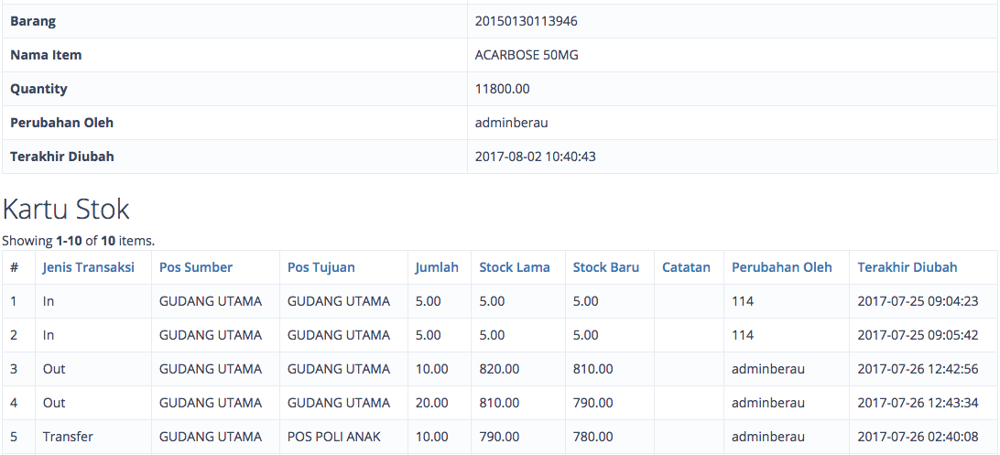 Barang 20150130113946
Nama Item ACARBOSE 50MG
Quantity 11800.00
Perubahan Oleh adminberau
Terakhir Diubah 2017-08-02 10:40:43
Kartu Stok
Showing 1-10 of 10 items.
# Jenis Transaksi Pos Sumber Pos Tujuan Jumlah Stock Lama Stock Baru Catatan Perubahan Oleh Terakhir Diubah
1 In GUDANG UTAMA GUDANG UTAMA 5.00 5.00 5.00 114 2017-07-25 09:04:23
2 In GUDANG UTAMA GUDANG UTAMA 5.00 5.00 5.00 114 2017-07-25 09:05:42
3 Out GUDANG UTAMA GUDANG UTAMA 10.00 820.00 810.00 adminberau 2017-07-26 12:42:56
4 Out GUDANG UTAMA GUDANG UTAMA 20.00 810.00 790.00 adminberau 2017-07-26 12:43:34
5 Transfer GUDANG UTAMA POS POLI ANAK 10.00 790.00 780.00 adminberau 2017-07-26 02:40:08